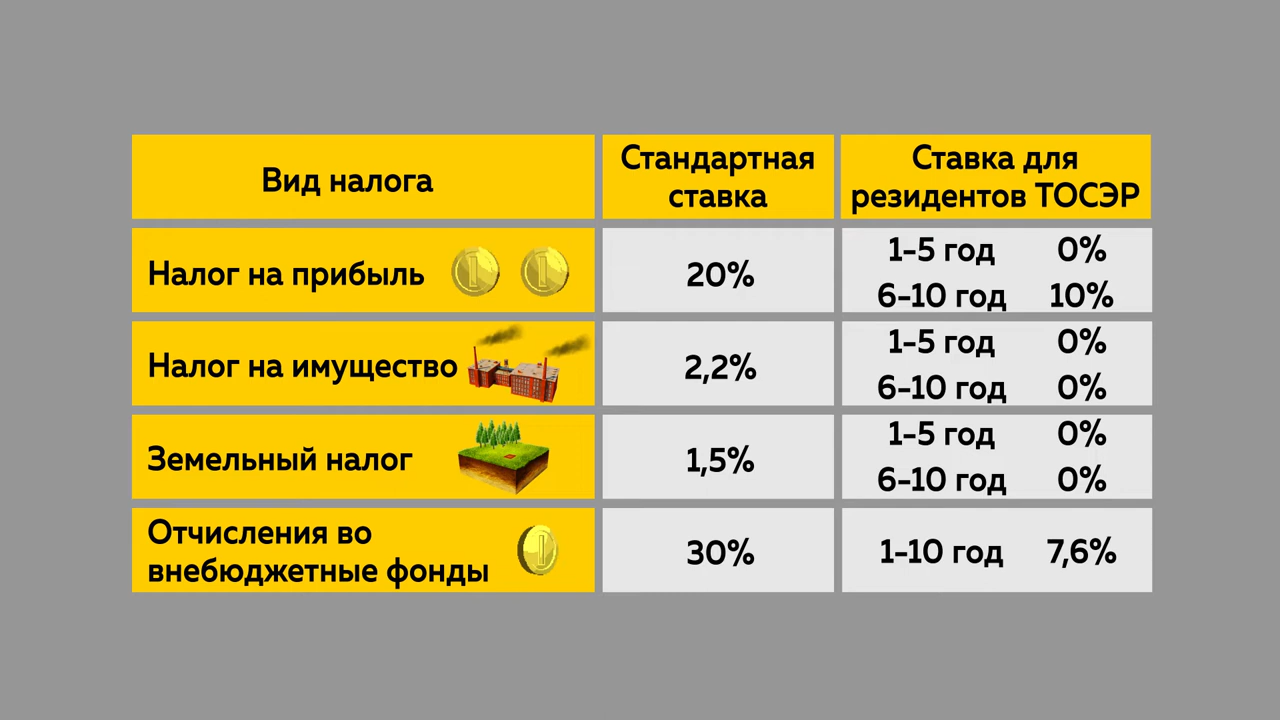 Вид налога
Стандартная
ставка
Ставка для
резидентов ТОСЭР
Налог на прибыль
20%
1-5 год 0%
6-10 год 10%
Налог на имущество
2,2%
1-5 год 0%
6-10 год 0%
Земельный налог
1,5%
1-5 год 0%
6-10 год 0%
Отчисления во
внебюджетные фонды
30%
1-10 год 7,6%